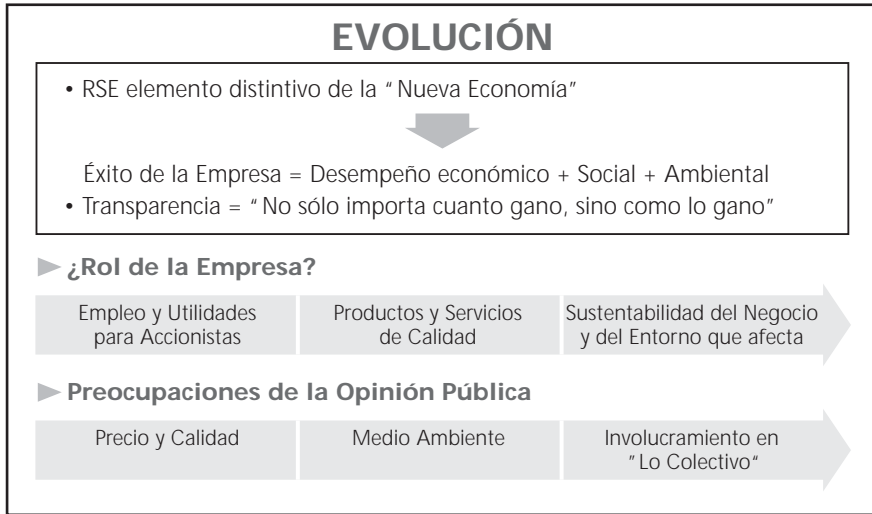 EVOLUCIÓN
• RSE elemento distintivo de la “Nueva Economía”
Éxito de la Empresa = Desempeño económico + Social + Ambiental
• Transparencia = “No sólo importa cuanto gano, sino como lo gano”
¿Rol de la Empresa?
Empleo y Utilidades
para Accionistas
Productos y Servicios
de Calidad
Sustentabilidad del Negocio
y del Entorno que afecta
Preocupaciones de la Opinión Pública
Precio y Calidad
Medio Ambiente
Involucramiento en
”Lo Colectivo“